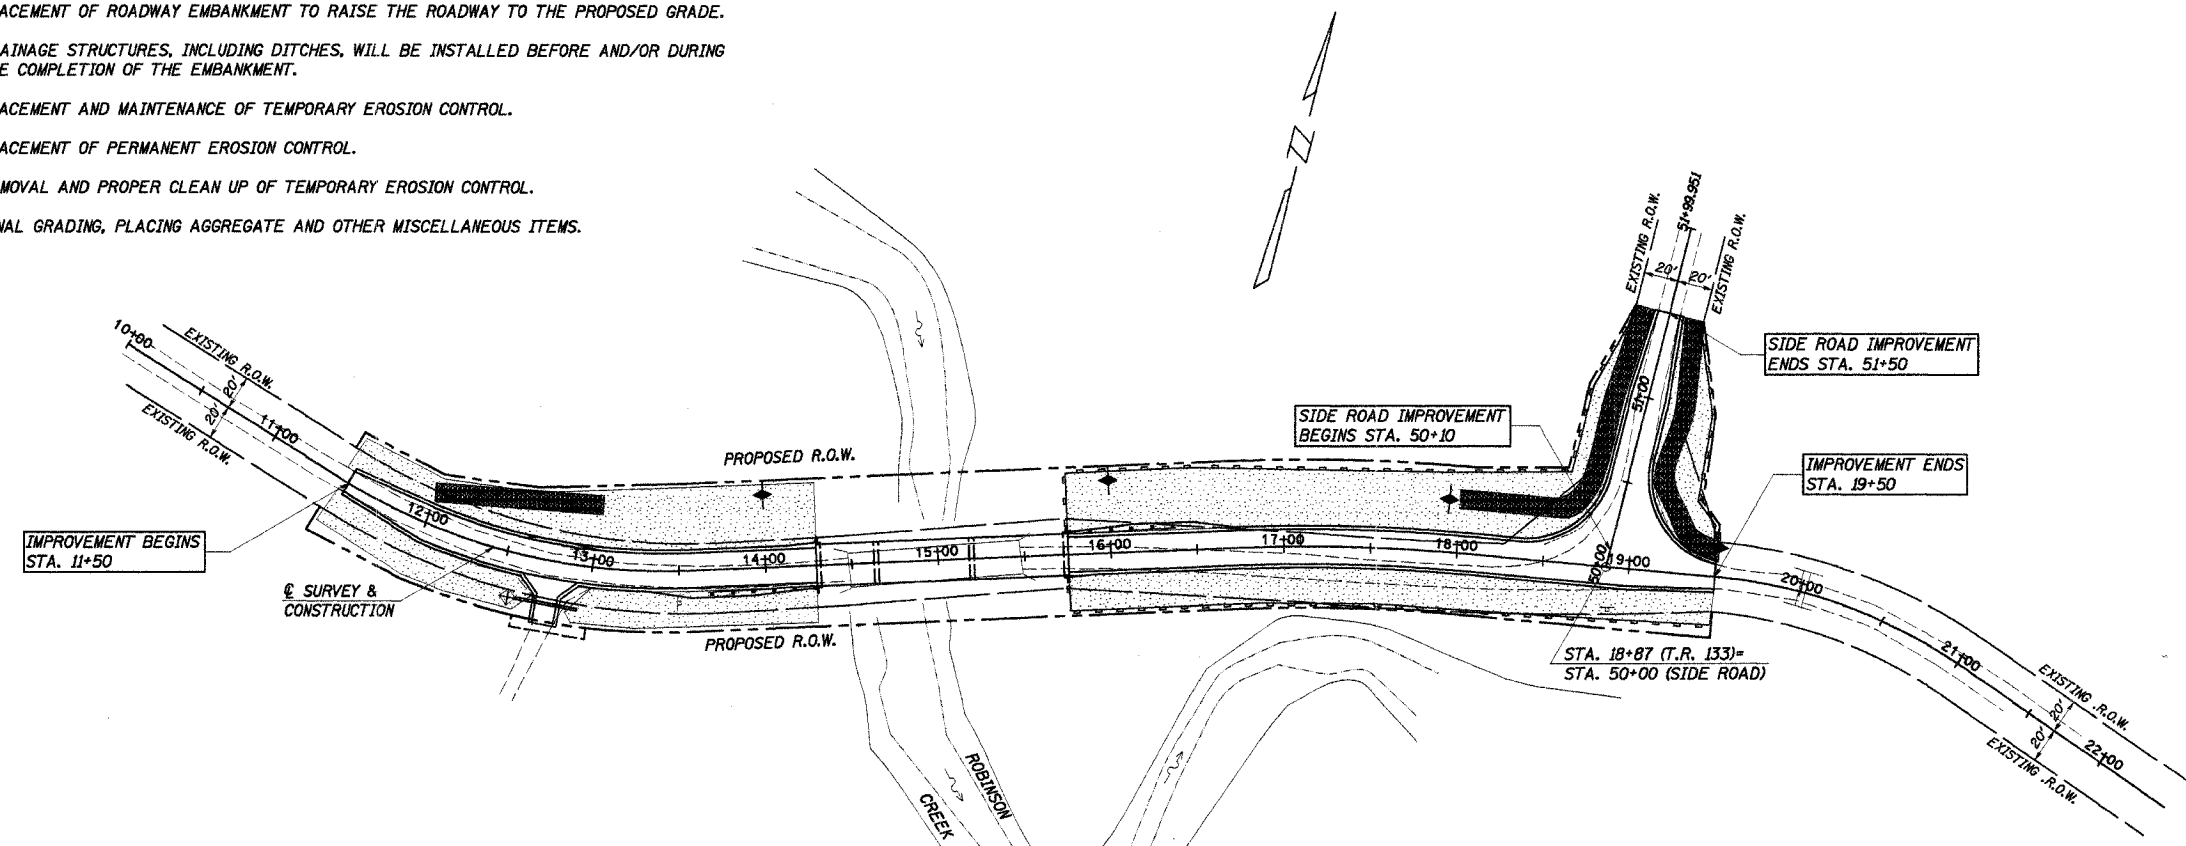 ACEMENT OF ROADWAY EMBANKMENT TO RAISE THE ROADWAY TO THE PROPOSED GRADE.
AINAGE STRUCTURES, INCLUDING DITCHES, WILL BE INSTALLED BEFORE AND/OR DURING
E COMPLETION OF THE EMBANKMENT.
ACEMENT AND MAINTENANCE OF TEMPORARY EROSION CONTROL.
ACEMENT OF PERMANENT EROSION CONTROL.
MOVAL AND PROPER CLEAN UP OF TEMPORARY EROSION CONTROL.
NAL GRADING, PLACING AGGREGATE AND OTHER MISCELLANEOUS ITEMS.
N
EXISTING R.O.W.
51+99.951
EXISTING R.O.W.
20'
20'
SIDE ROAD IMPROVEMENT
ENDS STA. 51+50
51+00
SIDE ROAD IMPROVEMENT
BEGINS STA. 50+10
IMPROVEMENT ENDS
STA. 19+50
10+00
EXISTING R.O.W.
20'
20'
EXISTING R.O.W.
11+00
PROPOSED R.O.W.
IMPROVEMENT BEGINS
STA. 11+50
12+00
13+00
14+00
15+00
16+00
17+00
18+00
50+00
19+00
20+00
21+00
22+00
℄ SURVEY &
CONSTRUCTION
PROPOSED R.O.W.
STA. 18+87 (T.R. 133)=
STA. 50+00 (SIDE ROAD)
EXISTING .R.O.W.
20'
20'
EXISTING .R.O.W.
ROBINSON
CREEK